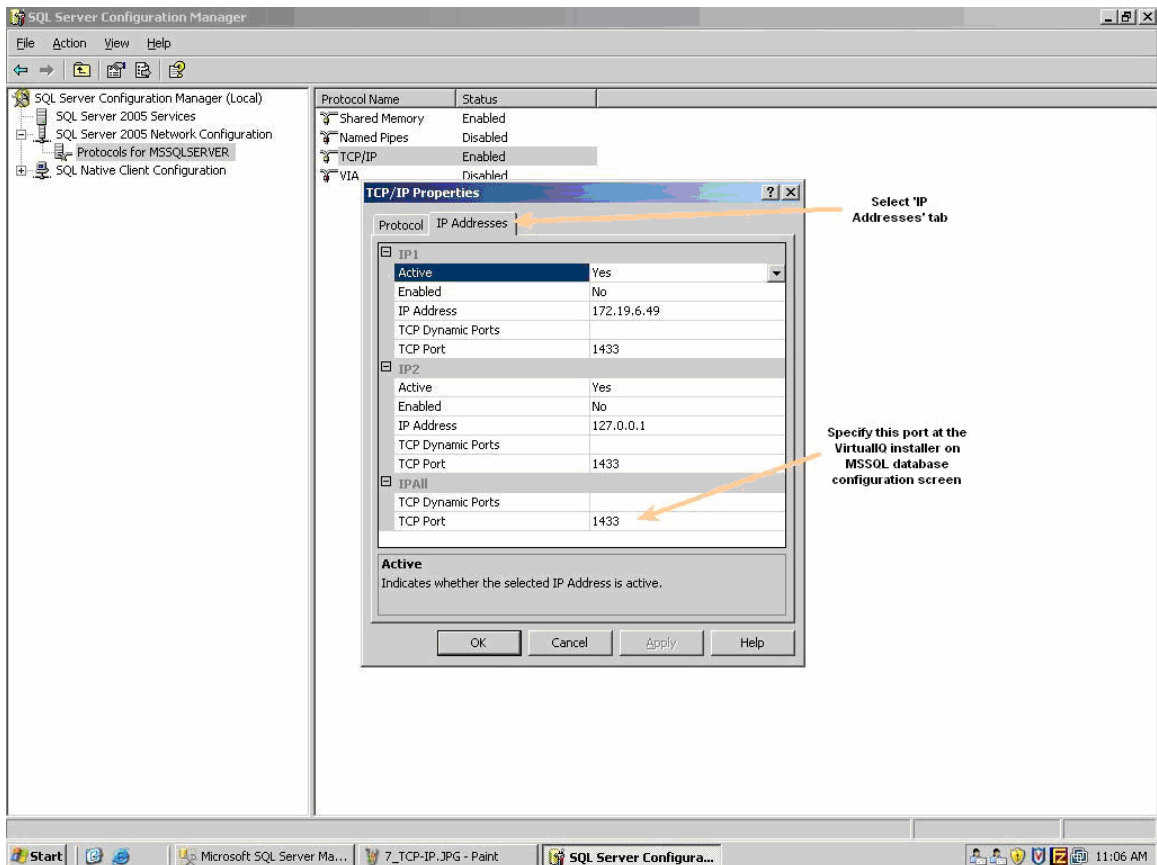 SQL Server Configuration Manager
File Action View Help
SQL Server Configuration Manager (Local)
SQL Server 2005 Services
SQL Server 2005 Network Configuration
Protocols for MSSQLSERVER
SQL Native Client Configuration
Protocol Name Status
Shared Memory Enabled
Named Pipes Disabled
TCP/IP Enabled
VIA Disabled
TCP/IP Properties
Protocol IP Addresses
IP1
Active Yes
Enabled No
IP Address 172.19.6.49
TCP Dynamic Ports
TCP Port 1433
IP2
Active Yes
Enabled No
IP Address 127.0.0.1
TCP Dynamic Ports
TCP Port 1433
IPAll
TCP Dynamic Ports
TCP Port 1433
Active
Indicates whether the selected IP Address is active.
OK Cancel Apply Help
Select 'IP
Addresses' tab
Specify this port at the
VirtualIQ installer on
MSSQL database
configuration screen
Start Microsoft SQL Server Ma... 7_TCP-IP.JPG - Paint SQL Server Configura... 11:06 AM